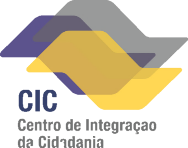 CIC
Centro de Integraçao
da Cidadania